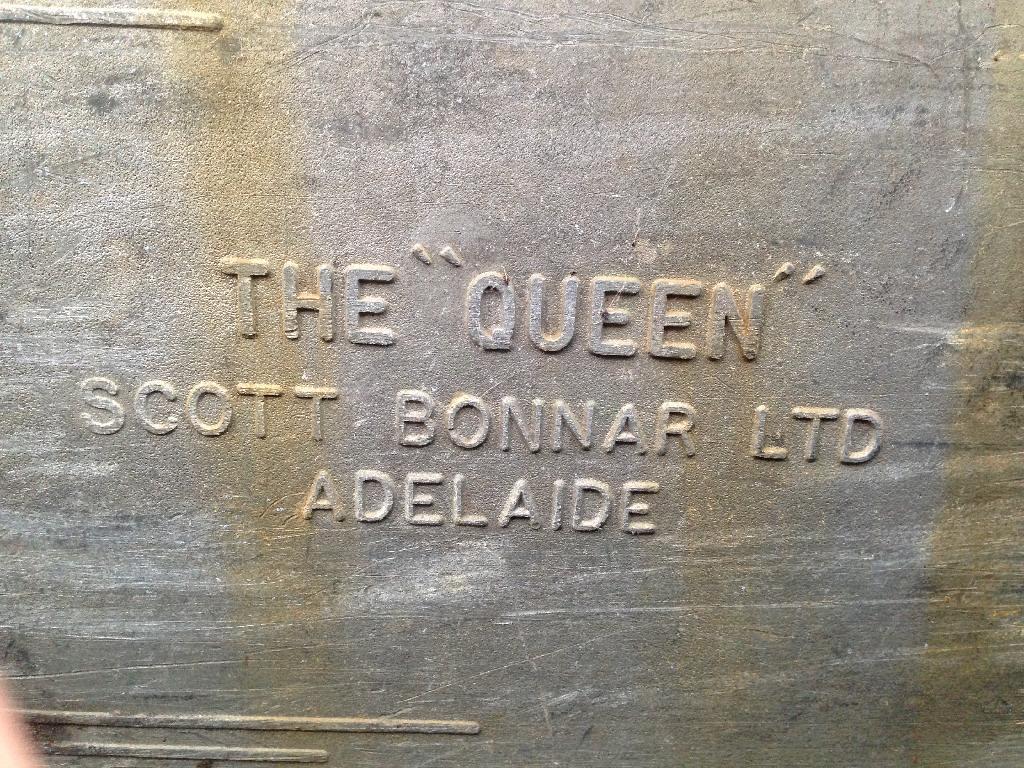 THE "QUEEN"
SCOTT BONNAR LTD
ADELAIDE